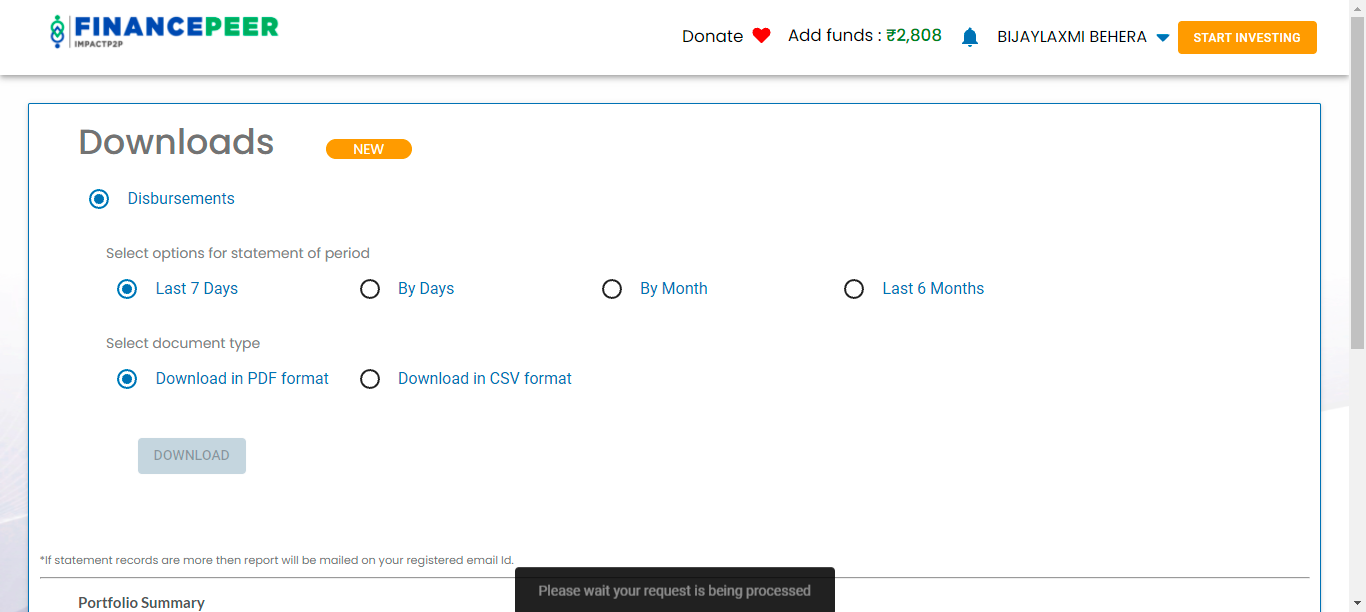 FINANCEPEER
IMPACTP2P
Donate Add funds : ₹2,808 BIJAYLAXMI BEHERA START INVESTING
Downloads NEW
Disbursements
Select options for statement of period
Last 7 Days By Days By Month Last 6 Months
Select document type
Download in PDF format Download in CSV format
DOWNLOAD
*If statement records are more then report will be mailed on your registered email Id.
Please wait your request is being processed
Portfolio Summary